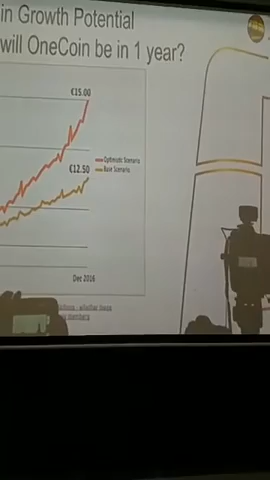 in Growth Potential
will OneCoin be in 1 year?
€15.00
Optimistic Scenario
€12.50
Base Scenario
Dec 2016